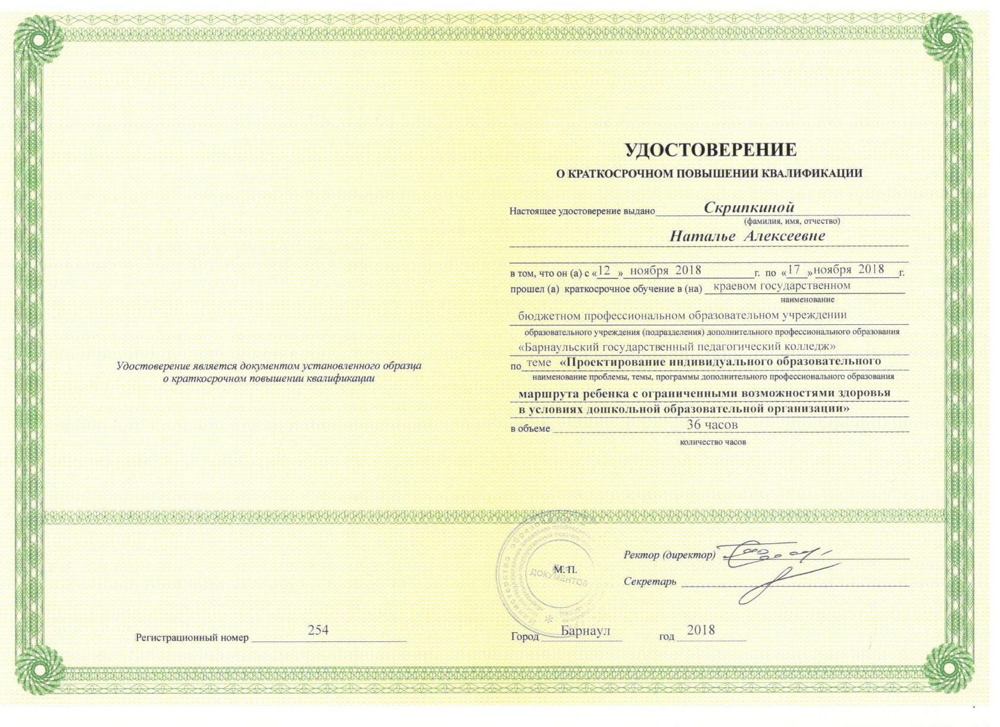 УДОСТОВЕРЕНИЕ
О КРАТКОСРОЧНОМ ПОВЫШЕНИИ КВАЛИФИКАЦИИ
Настоящее удостоверение выдано Скрипкиной
(фамилия, имя, отчество)
Наталье Алексеевне
в том, что он (а) с «12» ноября 2018 г. по «17» ноября 2018 г.
прошел (а) краткосрочное обучение в (на) краевом государственном
наименование
бюджетном профессиональном образовательном учреждении
образовательного учреждения (подразделения) дополнительного профессионального образования
«Барнаульский государственный педагогический колледж»
по теме «Проектирование индивидуального образовательного
наименование проблемы, темы, программы дополнительного профессионального образования
маршрута ребенка с ограниченными возможностями здоровья
в условиях дошкольной образовательной организации»
в объеме 36 часов
количество часов
Удостоверение является документом установленного образца
о краткосрочном повышении квалификации
Ректор (директор)
М.П.
ДОКУМЕНТОВ
Секретарь
Регистрационный номер 254
Город Барнаул год 2018